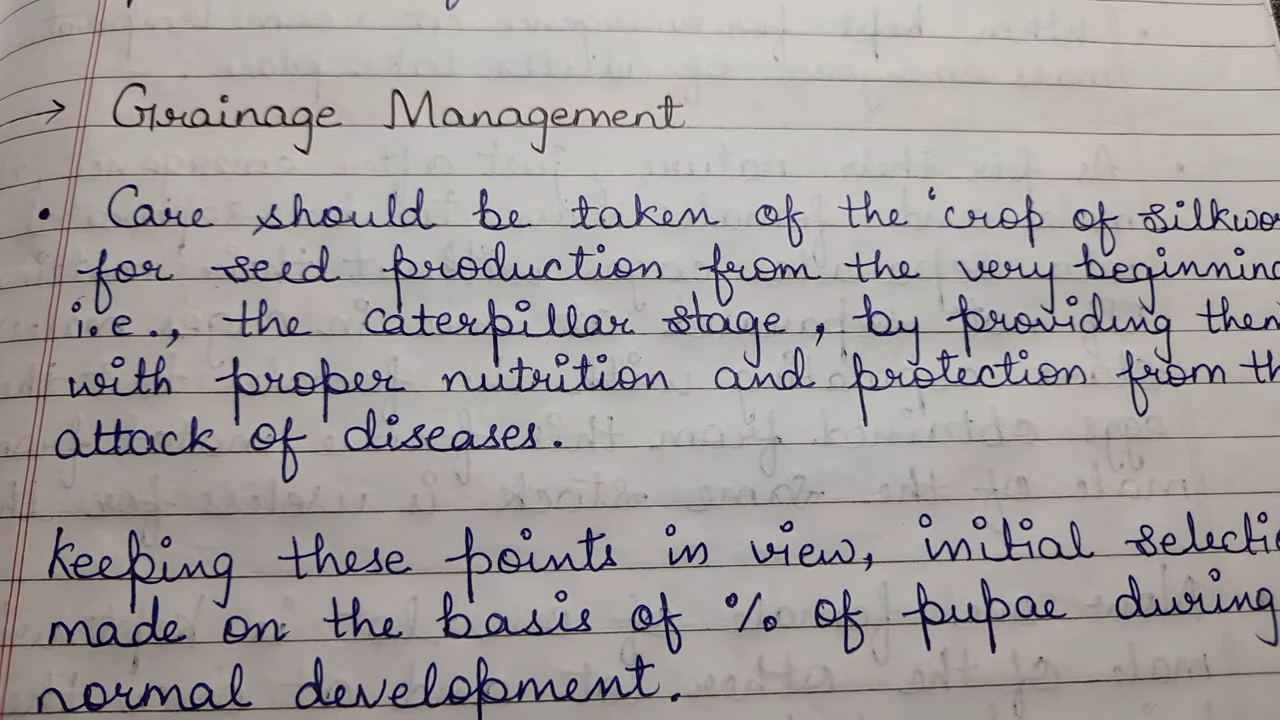 → Grainage Management
• Care should be taken of the crop of silkwo
for seed production from the very beginning
i.e., the caterpillar stage, by providing them
with proper nutrition and protection from th
attack of diseases.
Keeping these points in view, initial selecti
made on the basis of % of pupae during
normal development.